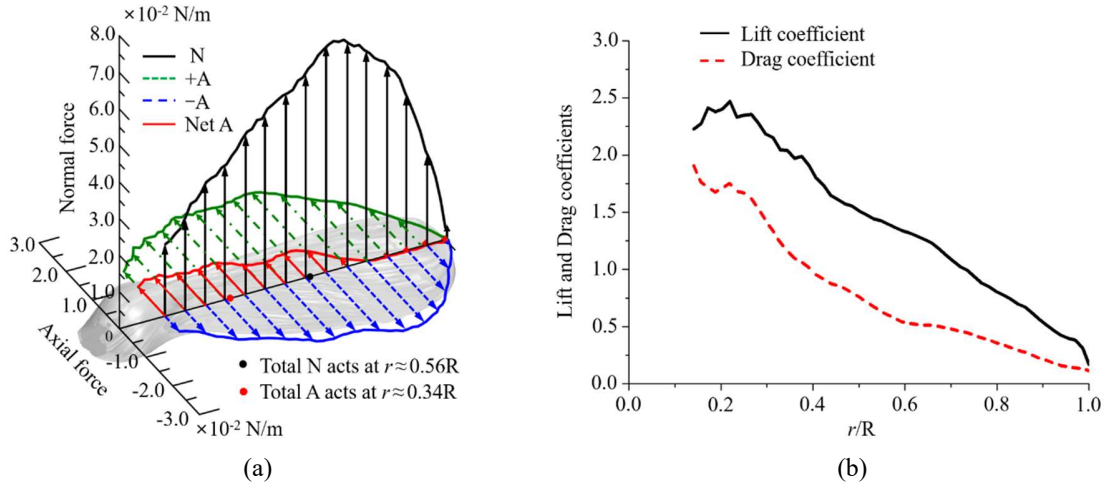 ×10⁻² N/m
8.0
7.0
6.0
5.0
4.0
3.0
2.0
1.0
0
Normal force
N
+A
−A
Net A
3.0
2.0
1.0
-1.0
-2.0
-3.0
Axial force
×10⁻² N/m
Total N acts at r≈0.56R
Total A acts at r≈0.34R
(a)
Lift coefficient
Drag coefficient
3.0
2.5
2.0
1.5
1.0
0.5
0.0
Lift and Drag coefficients
0.0 0.2 0.4 0.6 0.8 1.0
r/R
(b)